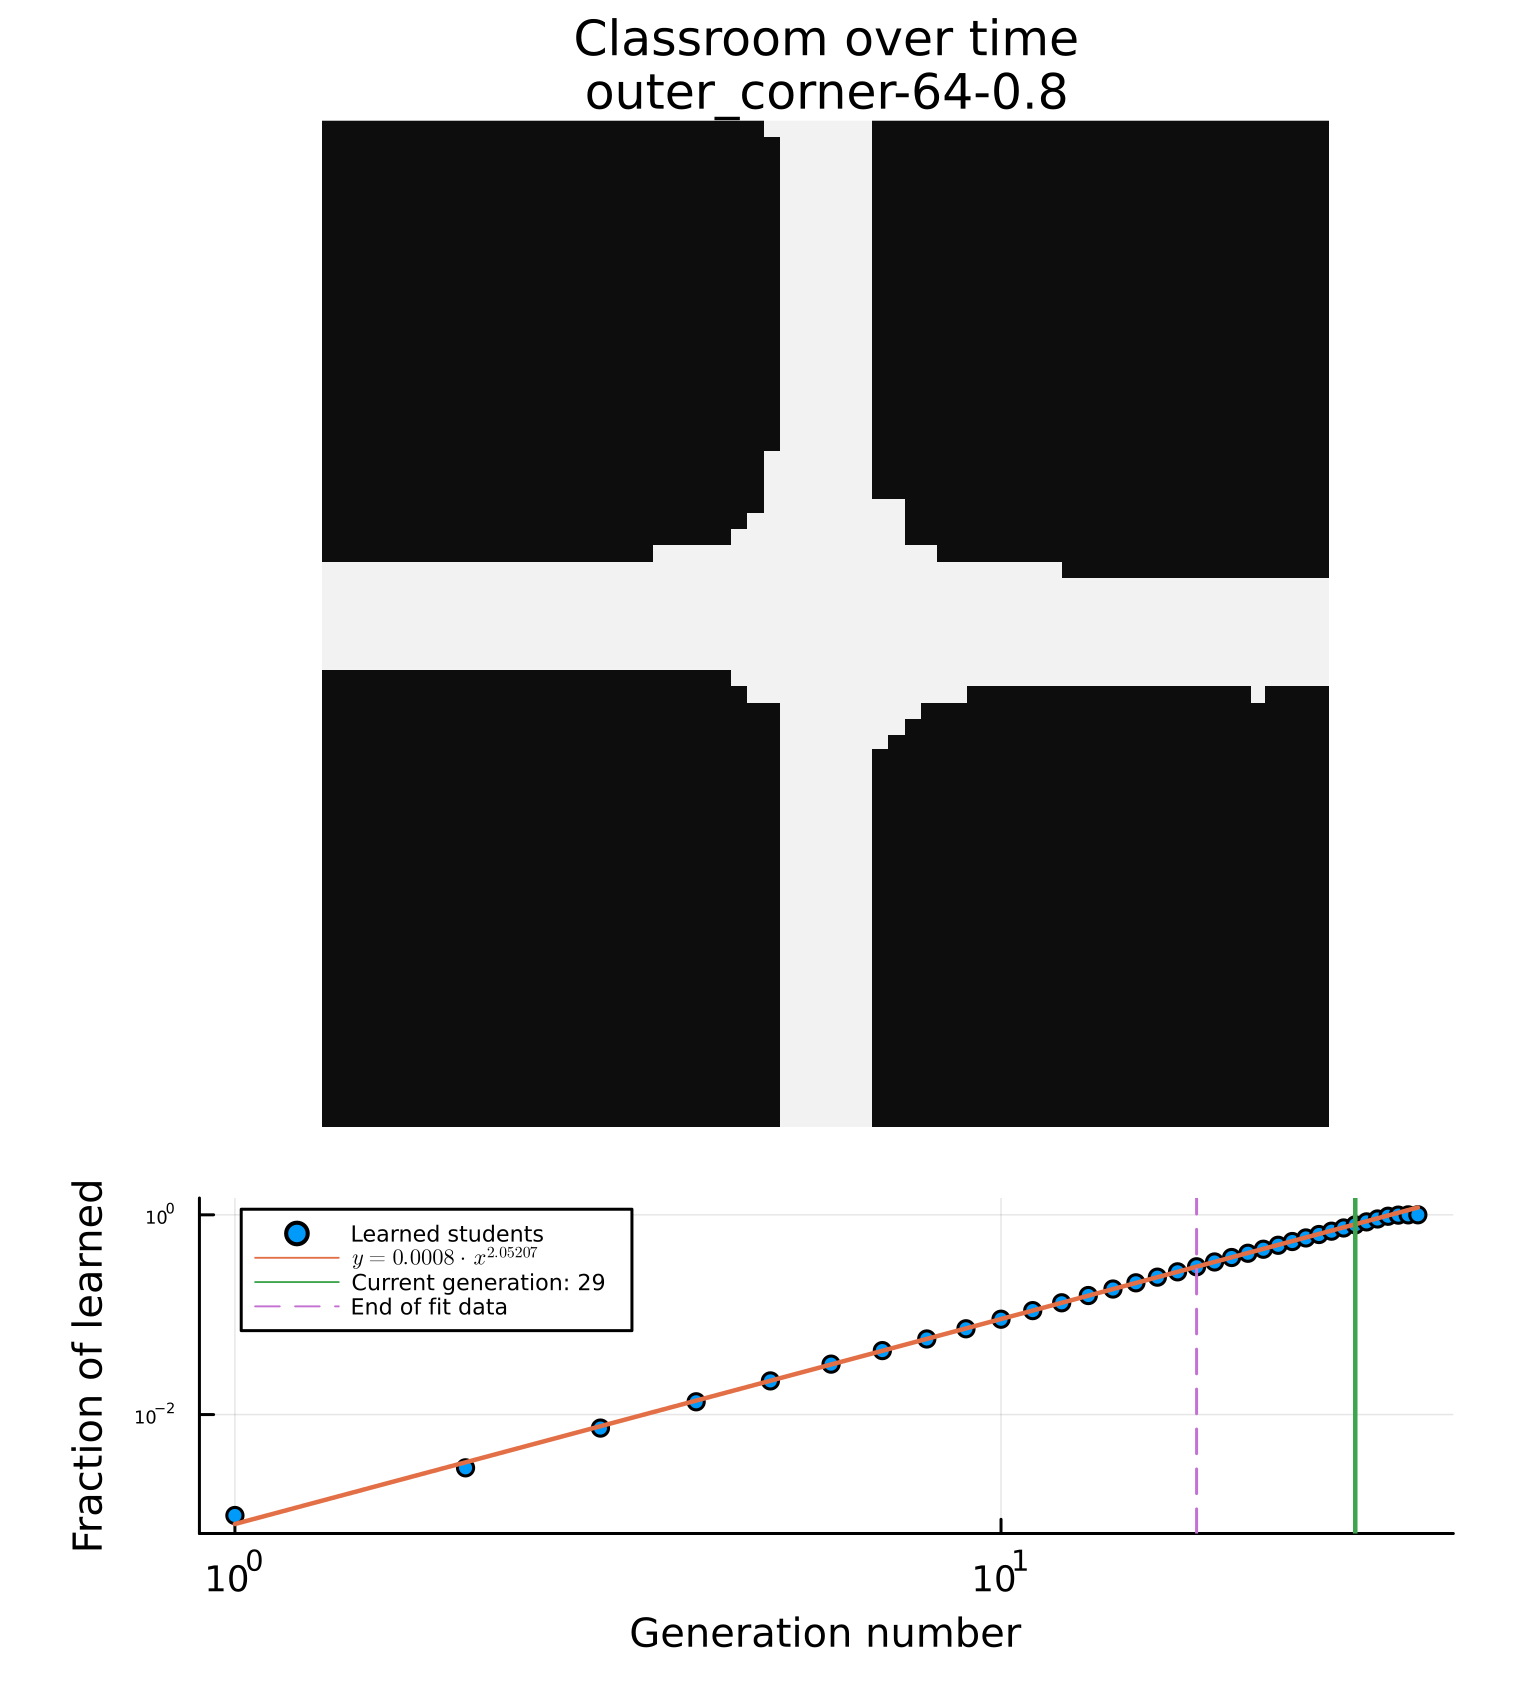 Classroom over time
outer_corner-64-0.8
Learned students
y = 0.0008 · x^2.05207
Current generation: 29
End of fit data
Fraction of learned
10^0
10^-2
10^0
10^1
Generation number